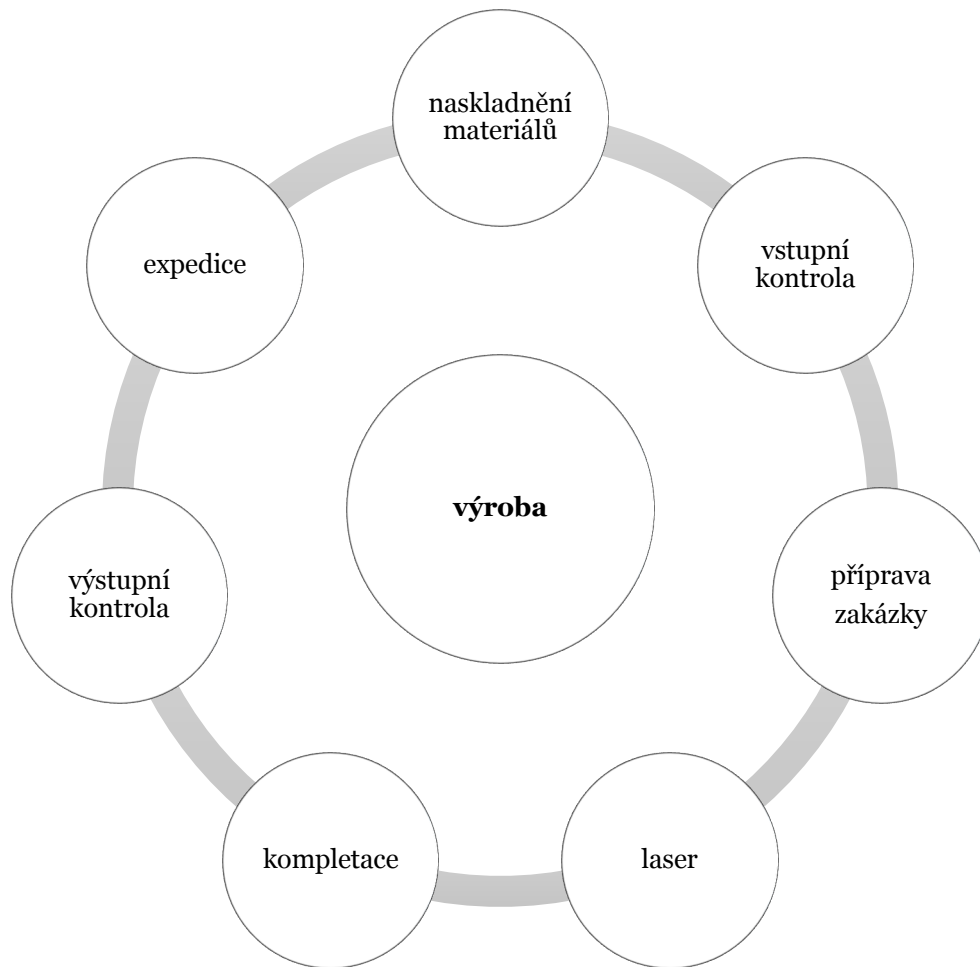 naskladnění
materiálů
vstupní
kontrola
příprava
zakázky
laser
kompletace
výstupní
kontrola
expedice
výroba